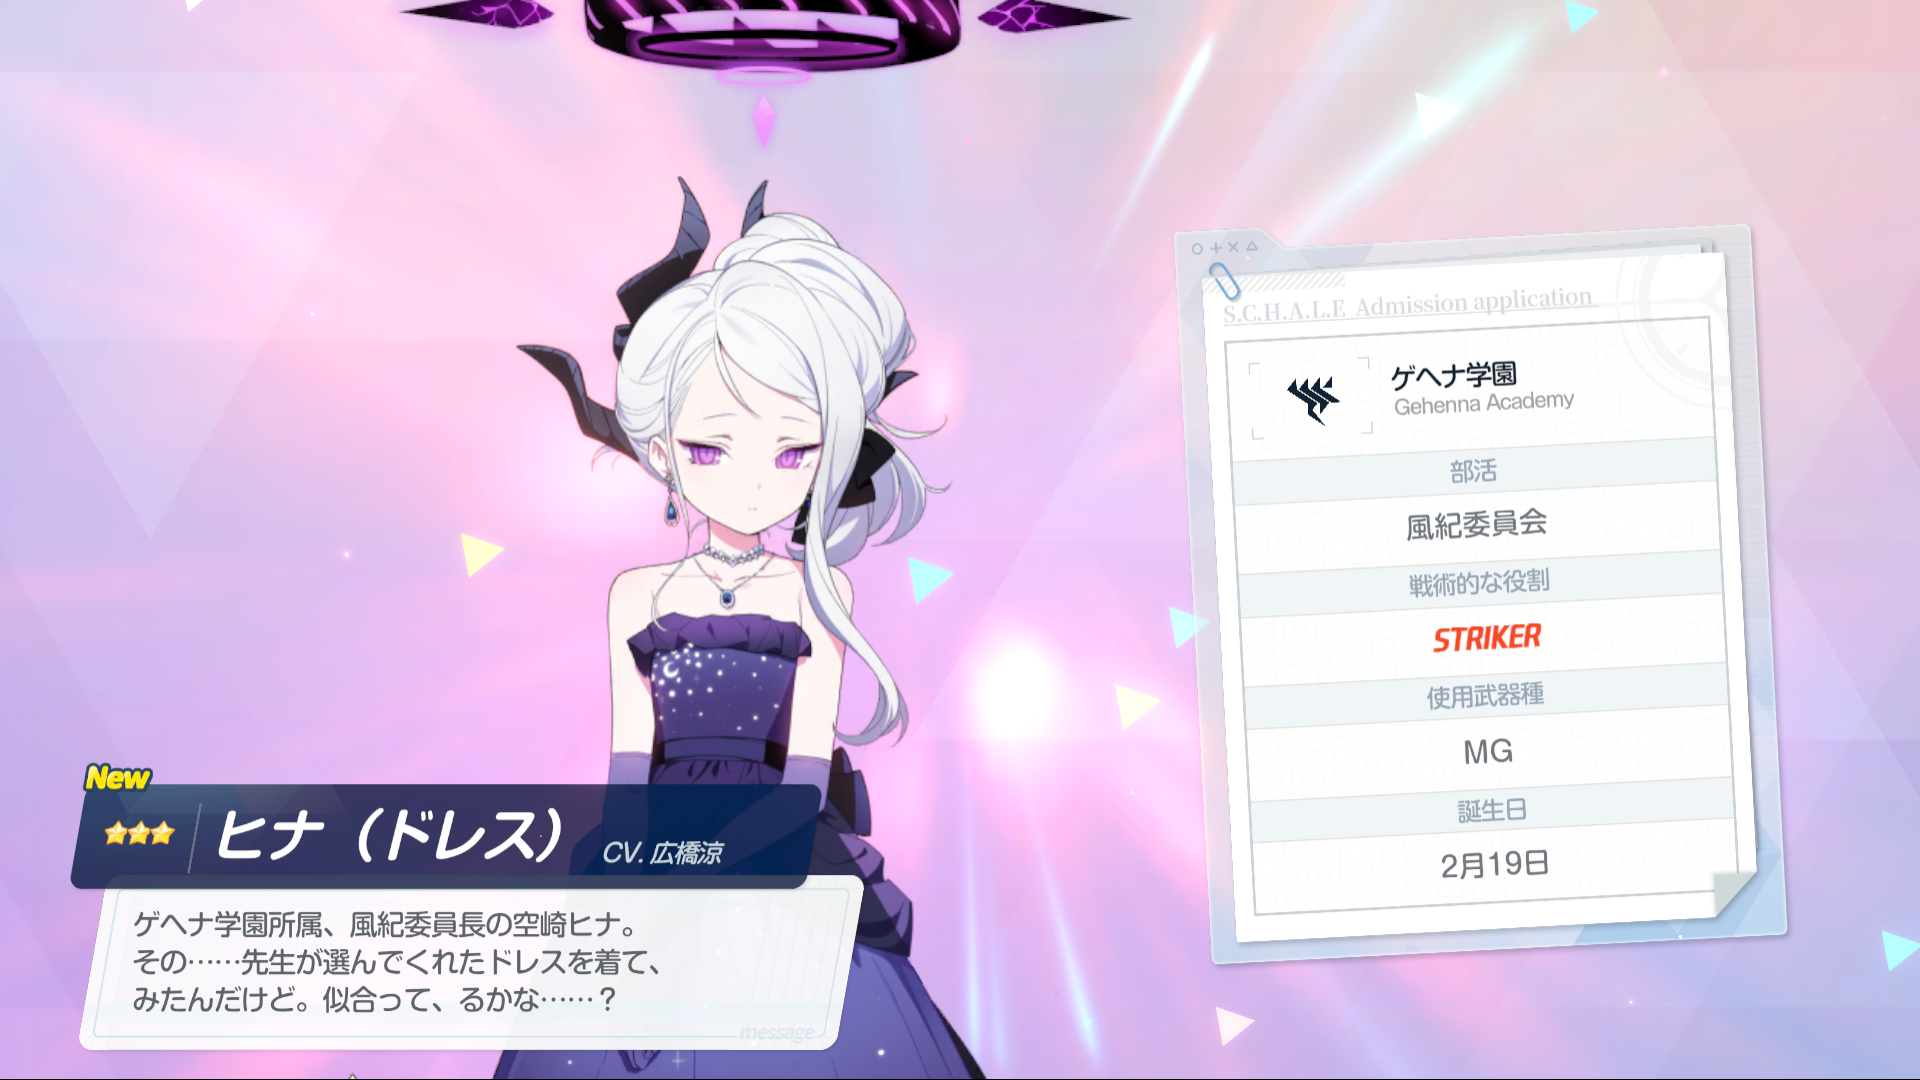 S.C.H.A.L.E Admission application
ゲヘナ学園
Gehenna Academy
部活
風紀委員会
戦術的な役割
STRIKER
使用武器種
MG
誕生日
2月19日
New
ヒナ（ドレス）
CV. 広橋涼
ゲヘナ学園所属、風紀委員長の空崎ヒナ。
その……先生が選んでくれたドレスを着て、
みたんだけど。似合って、るかな……？
message